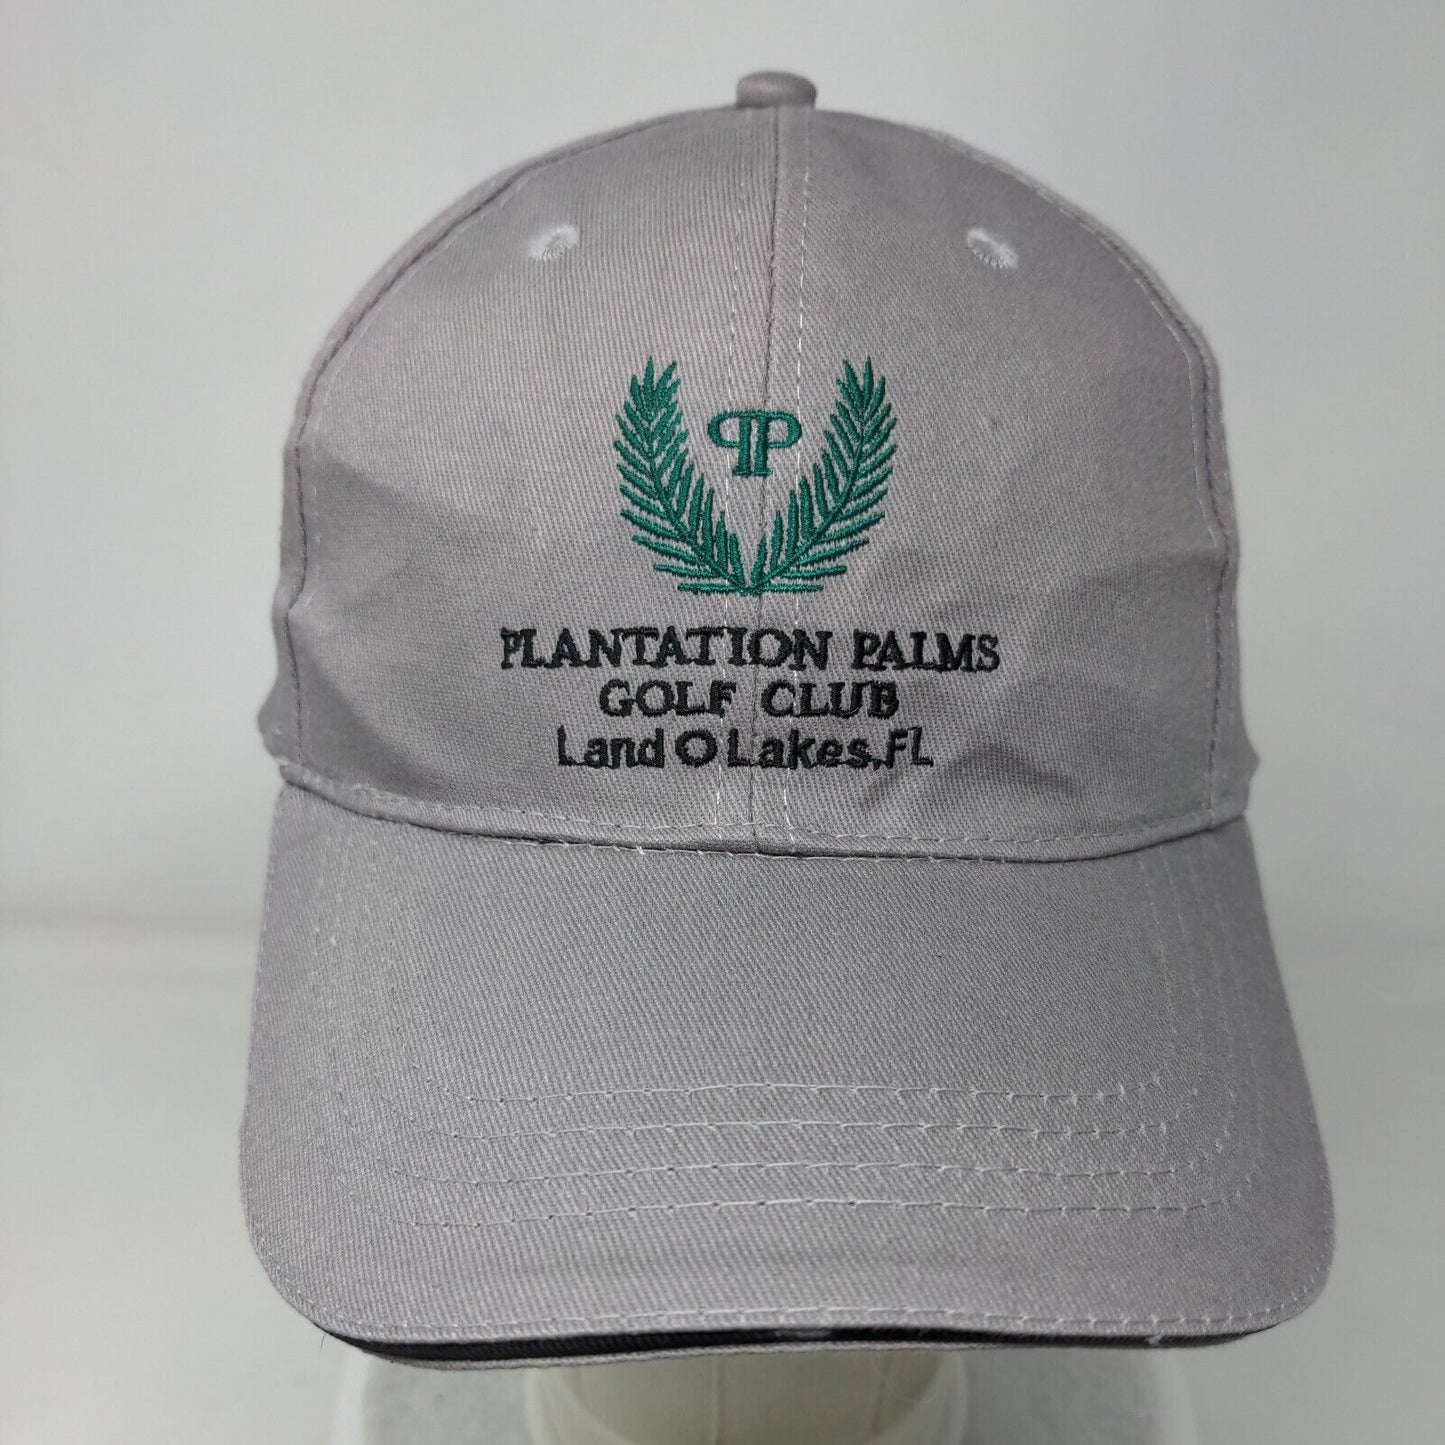 PP
PLANTATION PALMS
GOLF CLUB
Land O Lakes, FL